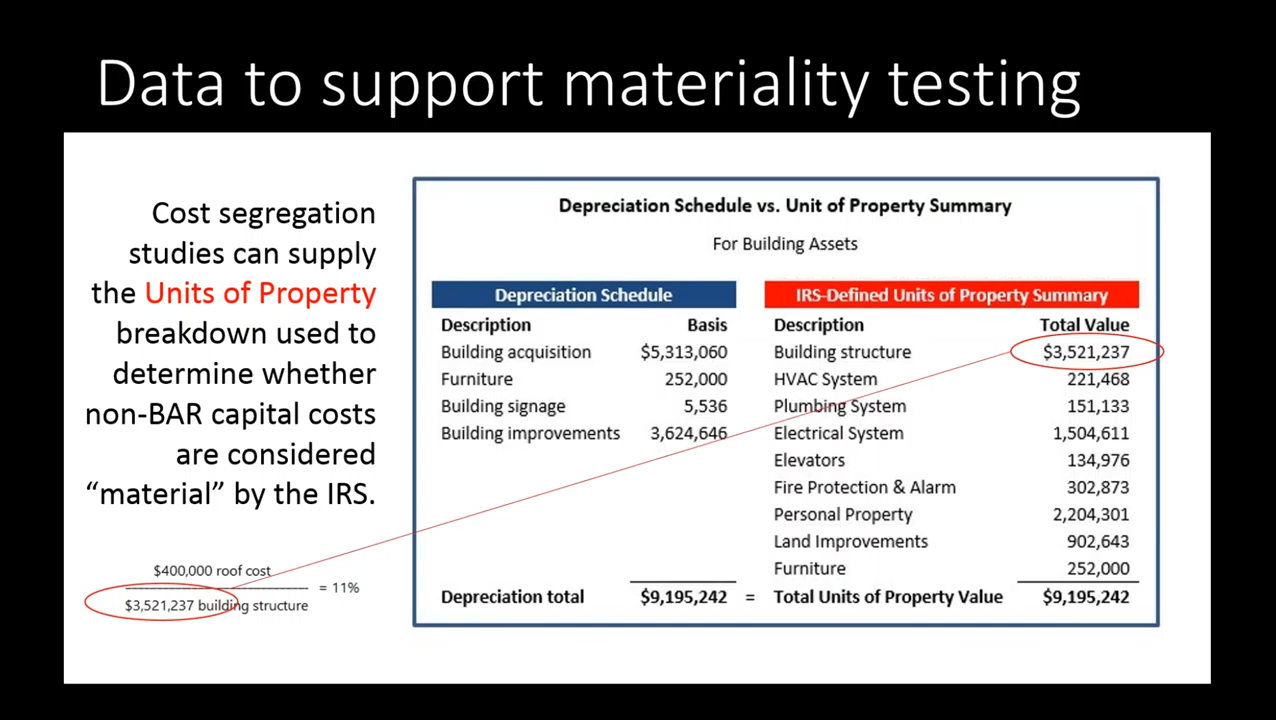 Data to support materiality testing
Cost segregation
studies can supply
the Units of Property
breakdown used to
determine whether
non-BAR capital costs
are considered
“material” by the IRS.
$400,000 roof cost
$3,521,237 building structure
= 11%
Depreciation Schedule vs. Unit of Property Summary
For Building Assets
Depreciation Schedule
Description Basis
Building acquisition $5,313,060
Furniture 252,000
Building signage 5,536
Building improvements 3,624,646
Depreciation total $9,195,242 =
IRS-Defined Units of Property Summary
Description Total Value
Building structure $3,521,237
HVAC System 221,468
Plumbing System 151,133
Electrical System 1,504,611
Elevators 134,976
Fire Protection & Alarm 302,873
Personal Property 2,204,301
Land Improvements 902,643
Furniture 252,000
Total Units of Property Value $9,195,242